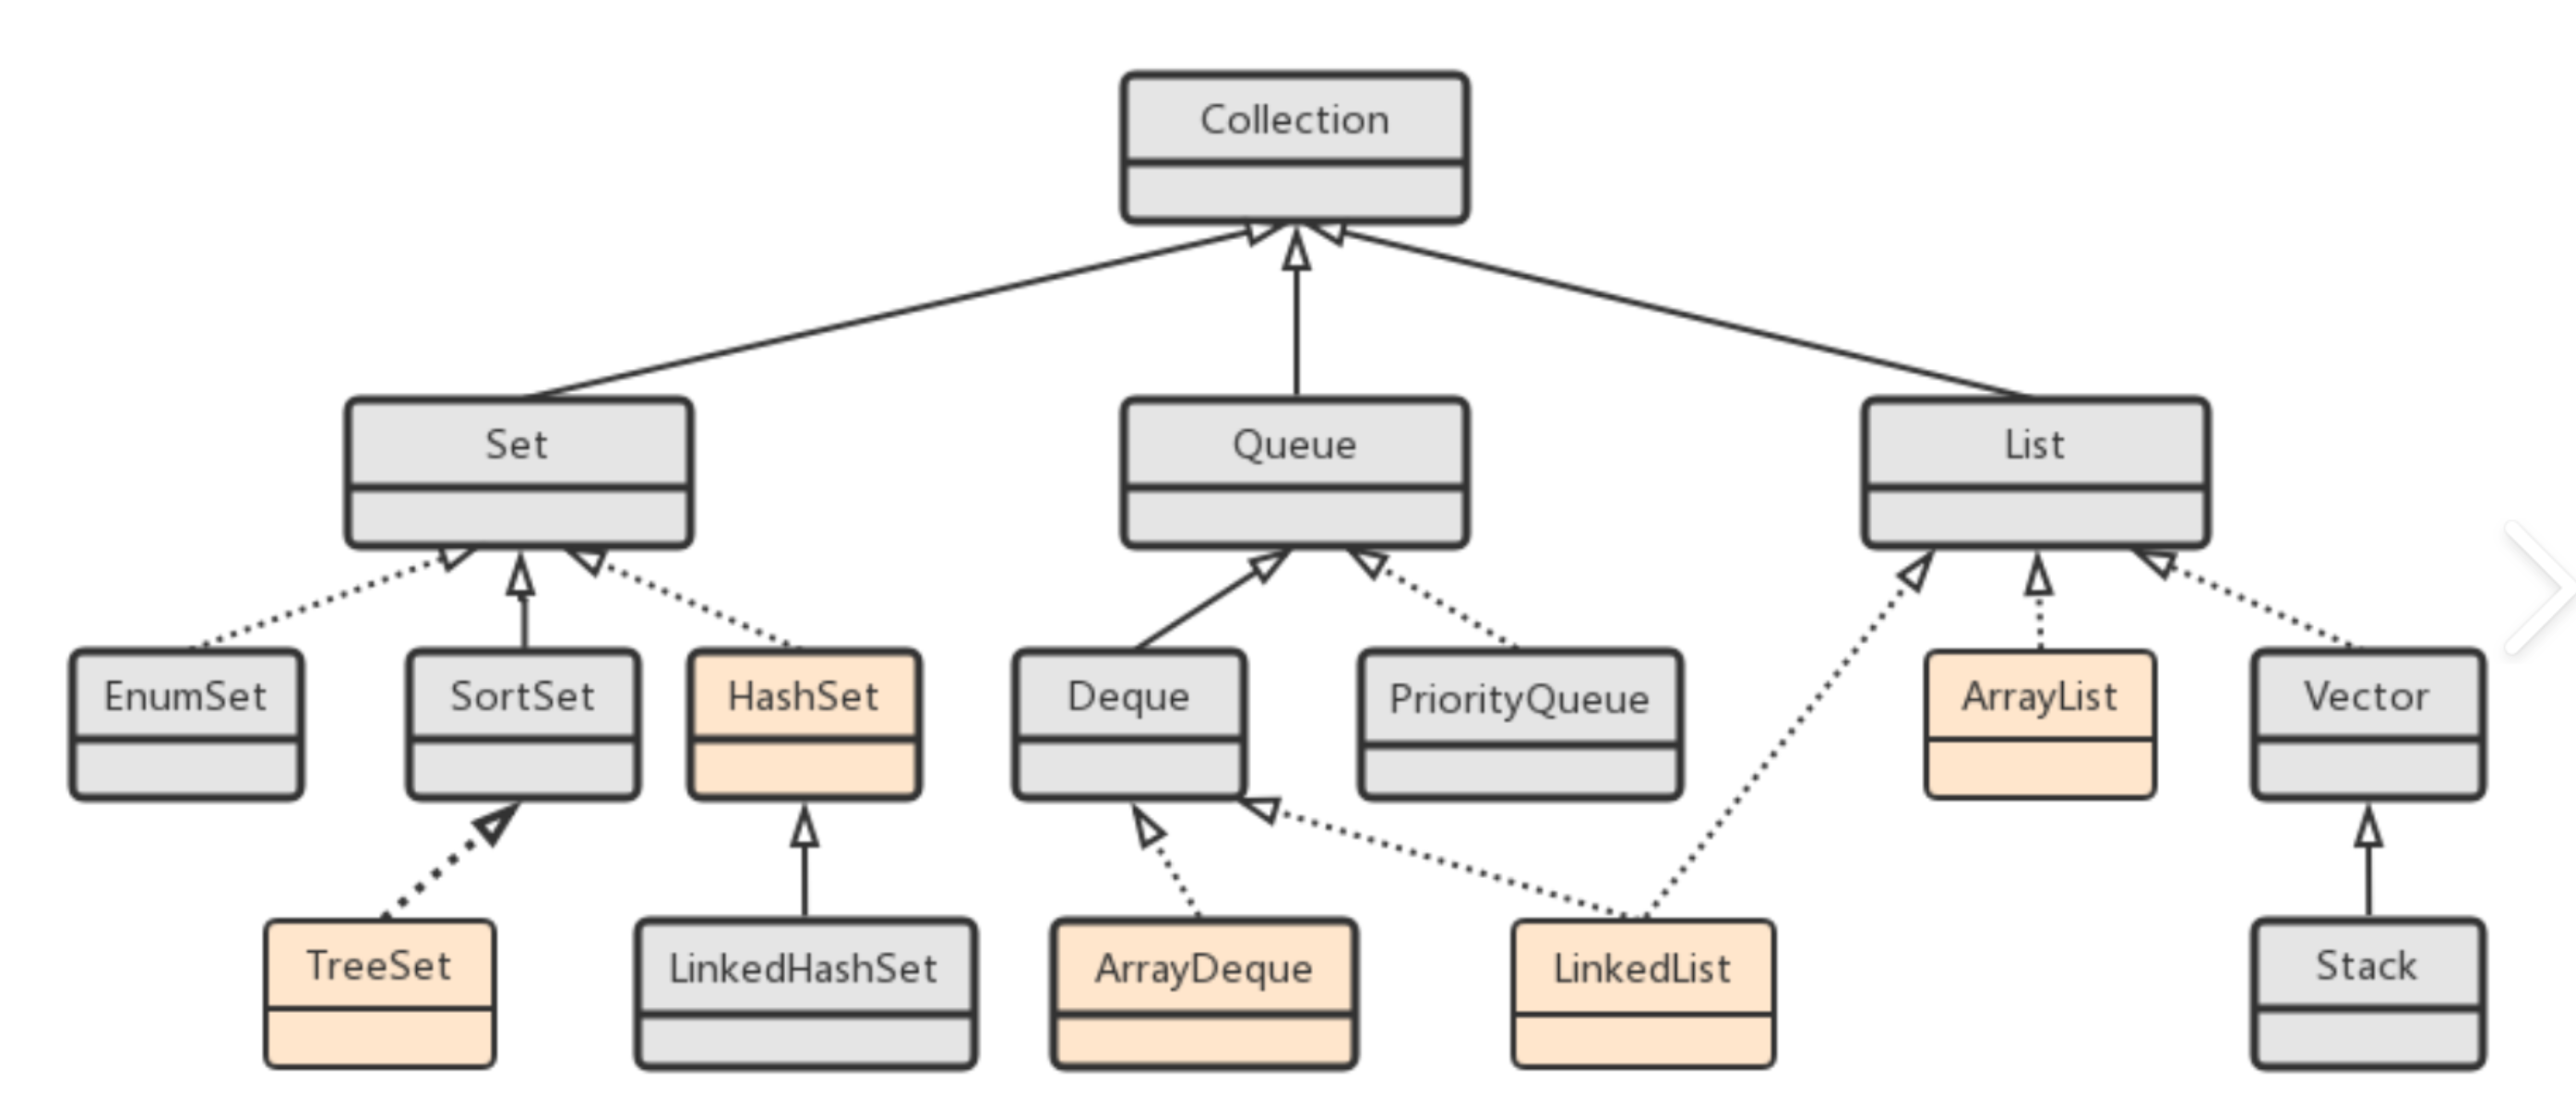 Collection
Set
Queue
List
EnumSet
SortSet
HashSet
Deque
PriorityQueue
ArrayList
Vector
TreeSet
LinkedHashSet
ArrayDeque
LinkedList
Stack